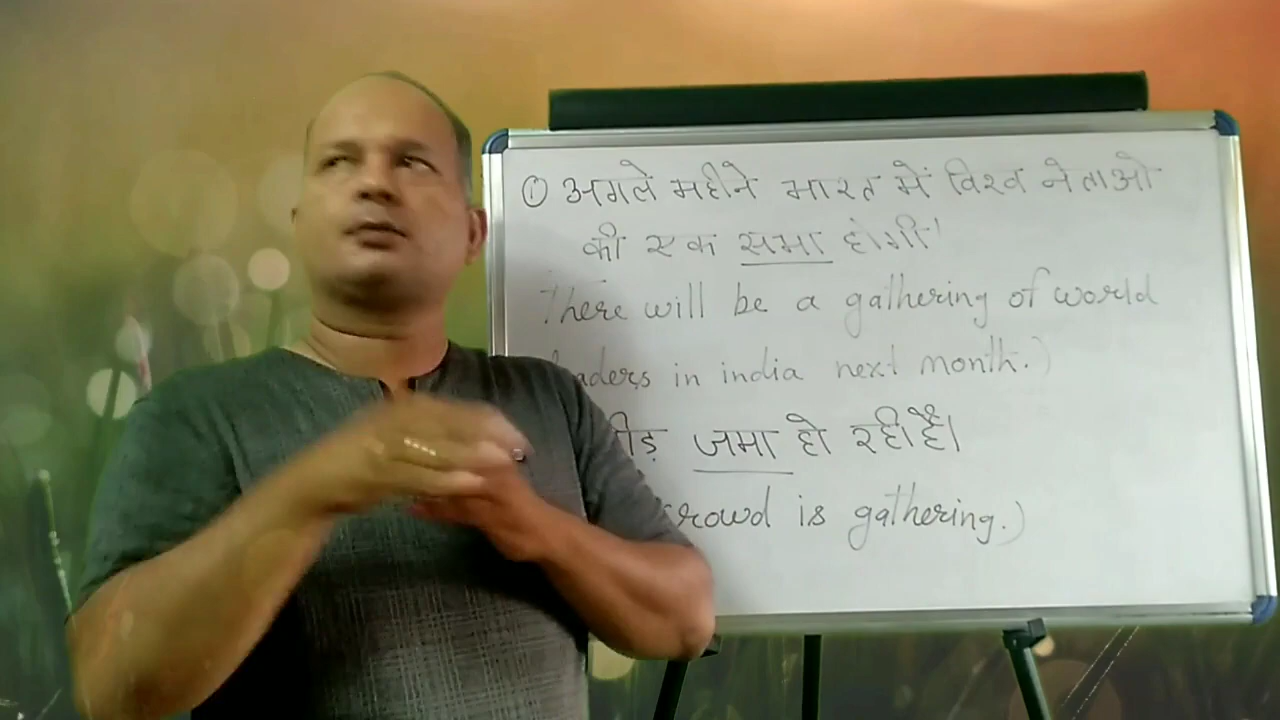 ① अगले महीने भारत में विश्व नेताओ
की एक सभा होगी।
There will be a gathering of world
aders in india next month.)
ीड़ जमा हो रही है।
crowd is gathering.)